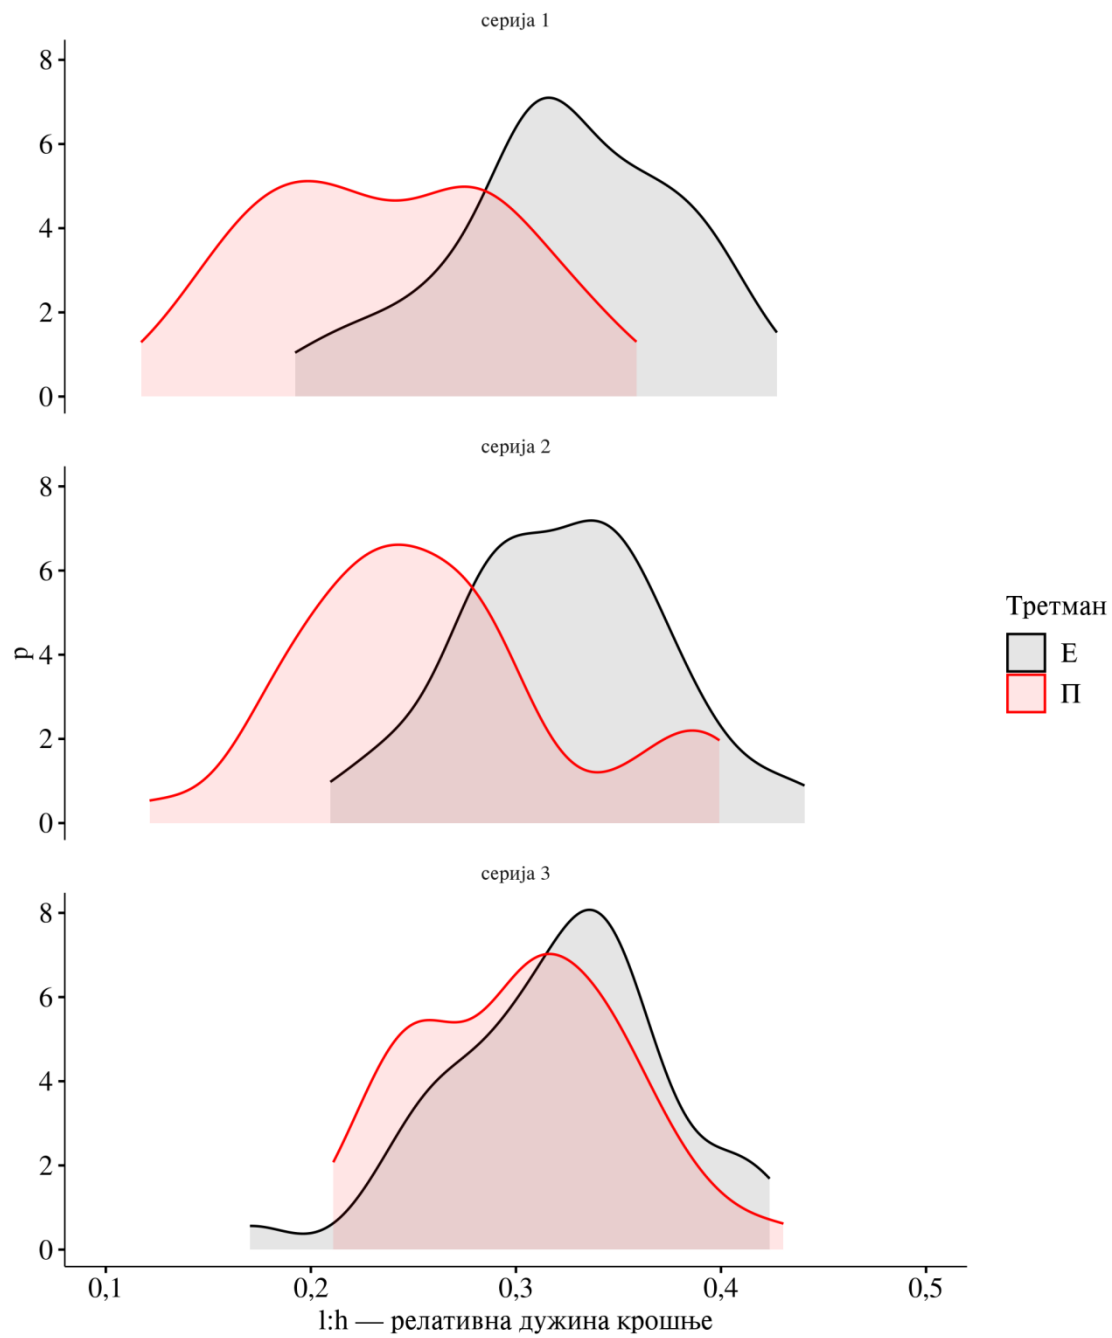 серија 1
8
6
4
2
0
серија 2
8
6
4
2
0
p
серија 3
8
6
4
2
0
0,1 0,2 0,3 0,4 0,5
l:h — релативна дужина крошње
Третман
Е
П